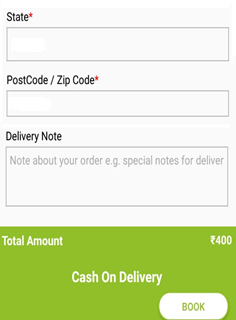 State*
PostCode / Zip Code*
Delivery Note
Note about your order e.g. special notes for deliver
Total Amount ₹400
Cash On Delivery
BOOK